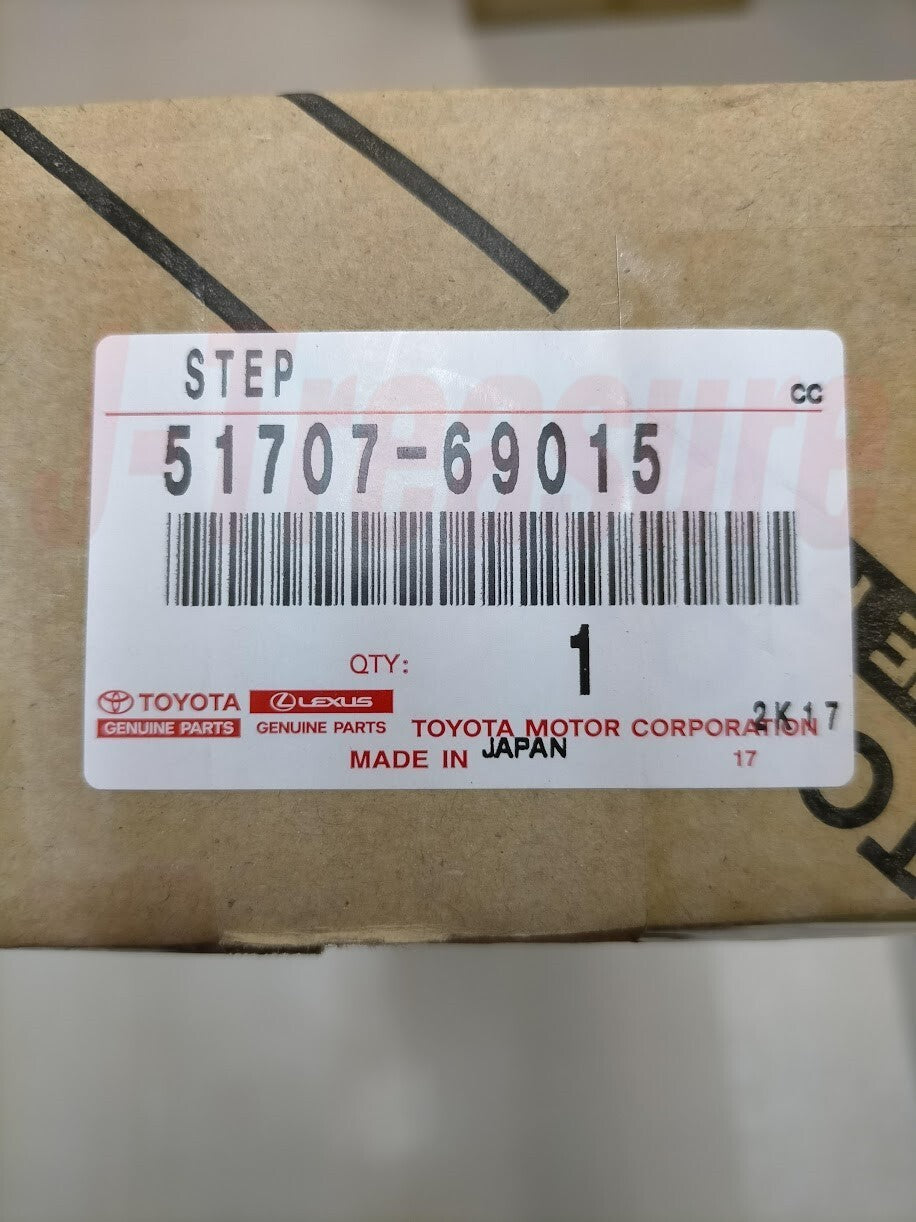 STEP
CC
51707-69015
J-Treasure
QTY: 1
TOYOTA LEXUS
GENUINE PARTS GENUINE PARTS TOYOTA MOTOR CORPORATION
2K17
MADE IN JAPAN
17